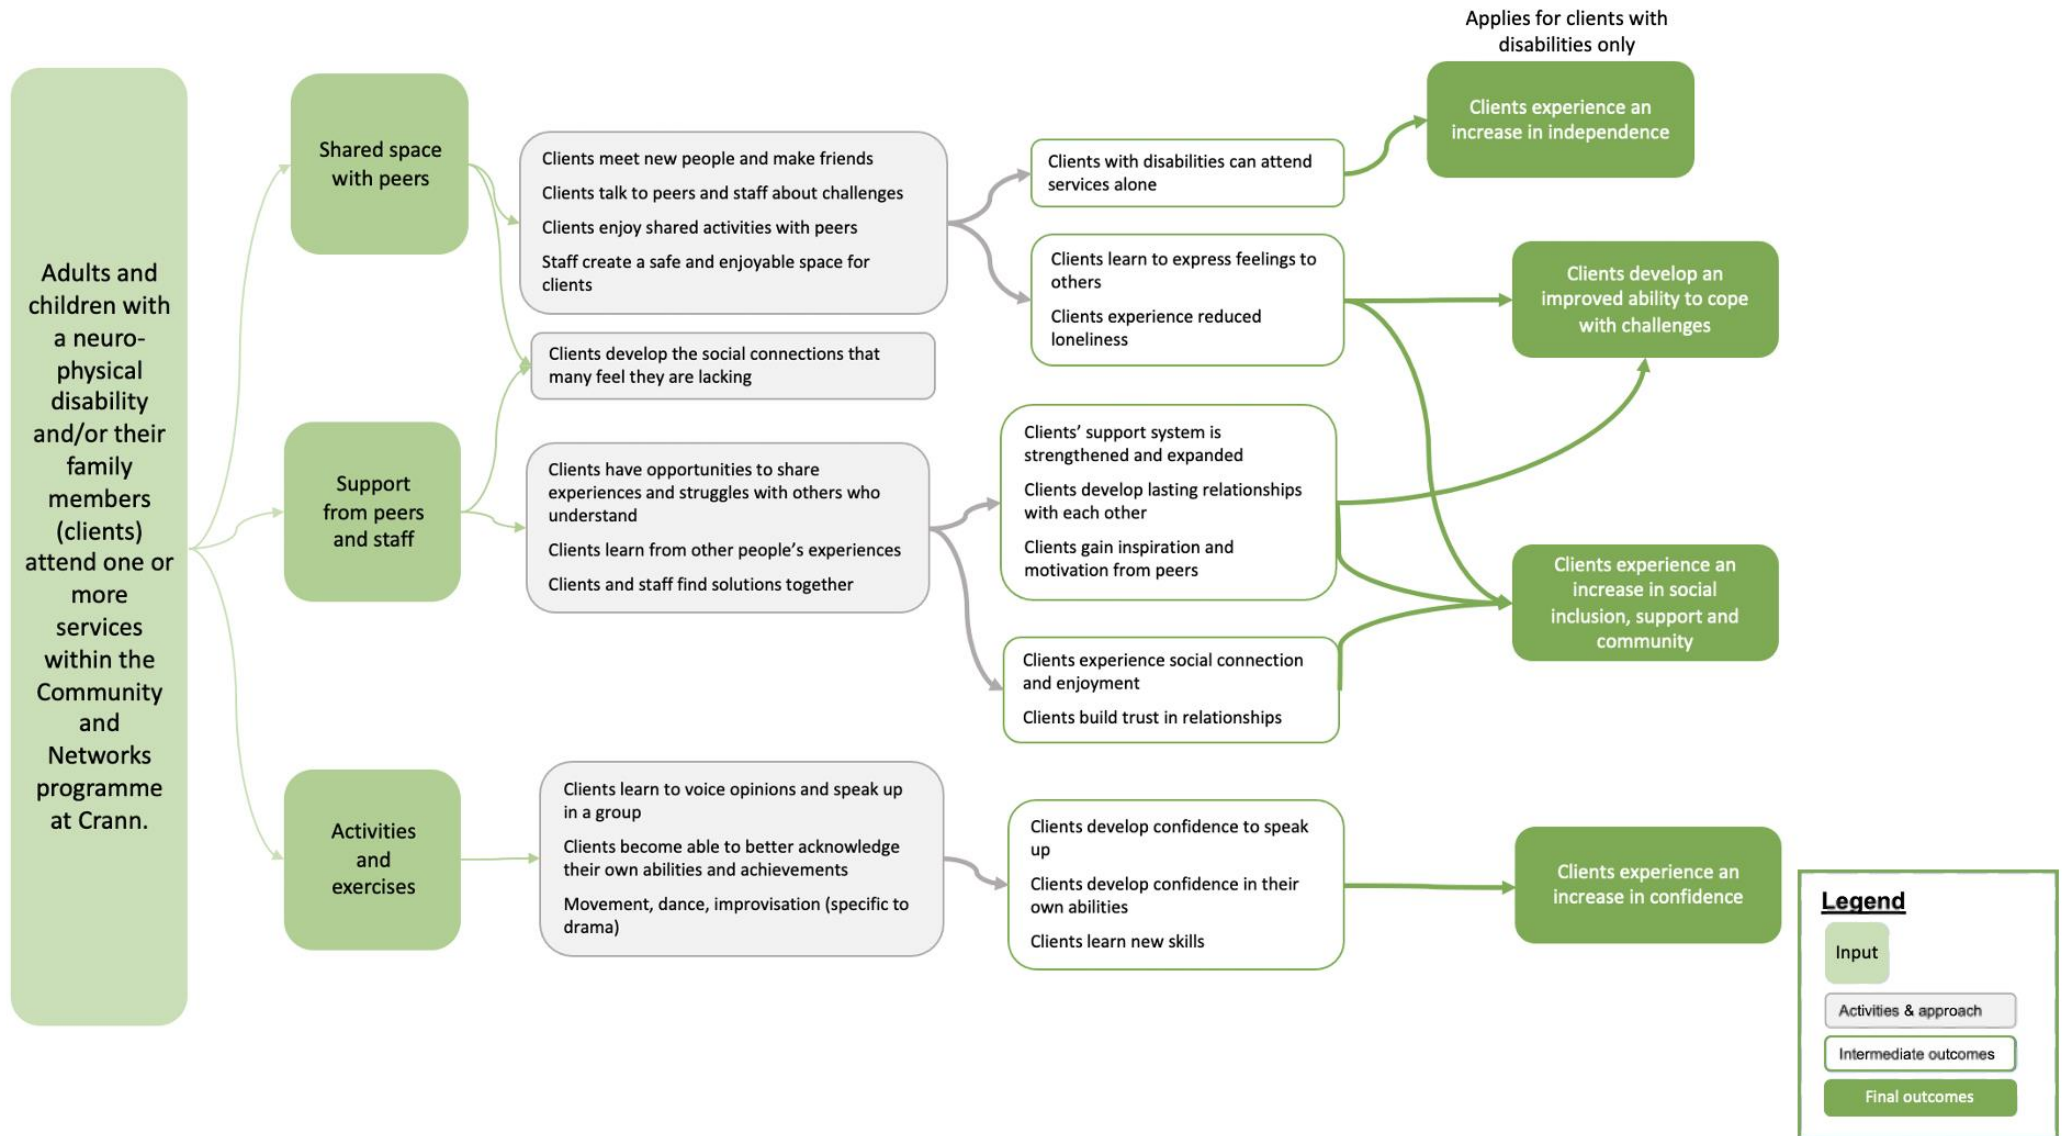 Applies for clients with
disabilities only
Adults and
children with
a neuro-
physical
disability
and/or their
family
members
(clients)
attend one or
more
services
within the
Community
and
Networks
programme
at Crann.
Shared space
with peers
Support
from peers
and staff
Activities
and
exercises
Clients meet new people and make friends
Clients talk to peers and staff about challenges
Clients enjoy shared activities with peers
Staff create a safe and enjoyable space for
clients
Clients develop the social connections that
many feel they are lacking
Clients have opportunities to share
experiences and struggles with others who
understand
Clients learn from other people’s experiences
Clients and staff find solutions together
Clients learn to voice opinions and speak up
in a group
Clients become able to better acknowledge
their own abilities and achievements
Movement, dance, improvisation (specific to
drama)
Clients with disabilities can attend
services alone
Clients learn to express feelings to
others
Clients experience reduced
loneliness
Clients’ support system is
strengthened and expanded
Clients develop lasting relationships
with each other
Clients gain inspiration and
motivation from peers
Clients experience social connection
and enjoyment
Clients build trust in relationships
Clients develop confidence to speak
up
Clients develop confidence in their
own abilities
Clients learn new skills
Clients experience an
increase in independence
Clients develop an
improved ability to cope
with challenges
Clients experience an
increase in social
inclusion, support and
community
Clients experience an
increase in confidence
Legend
Input
Activities & approach
Intermediate outcomes
Final outcomes